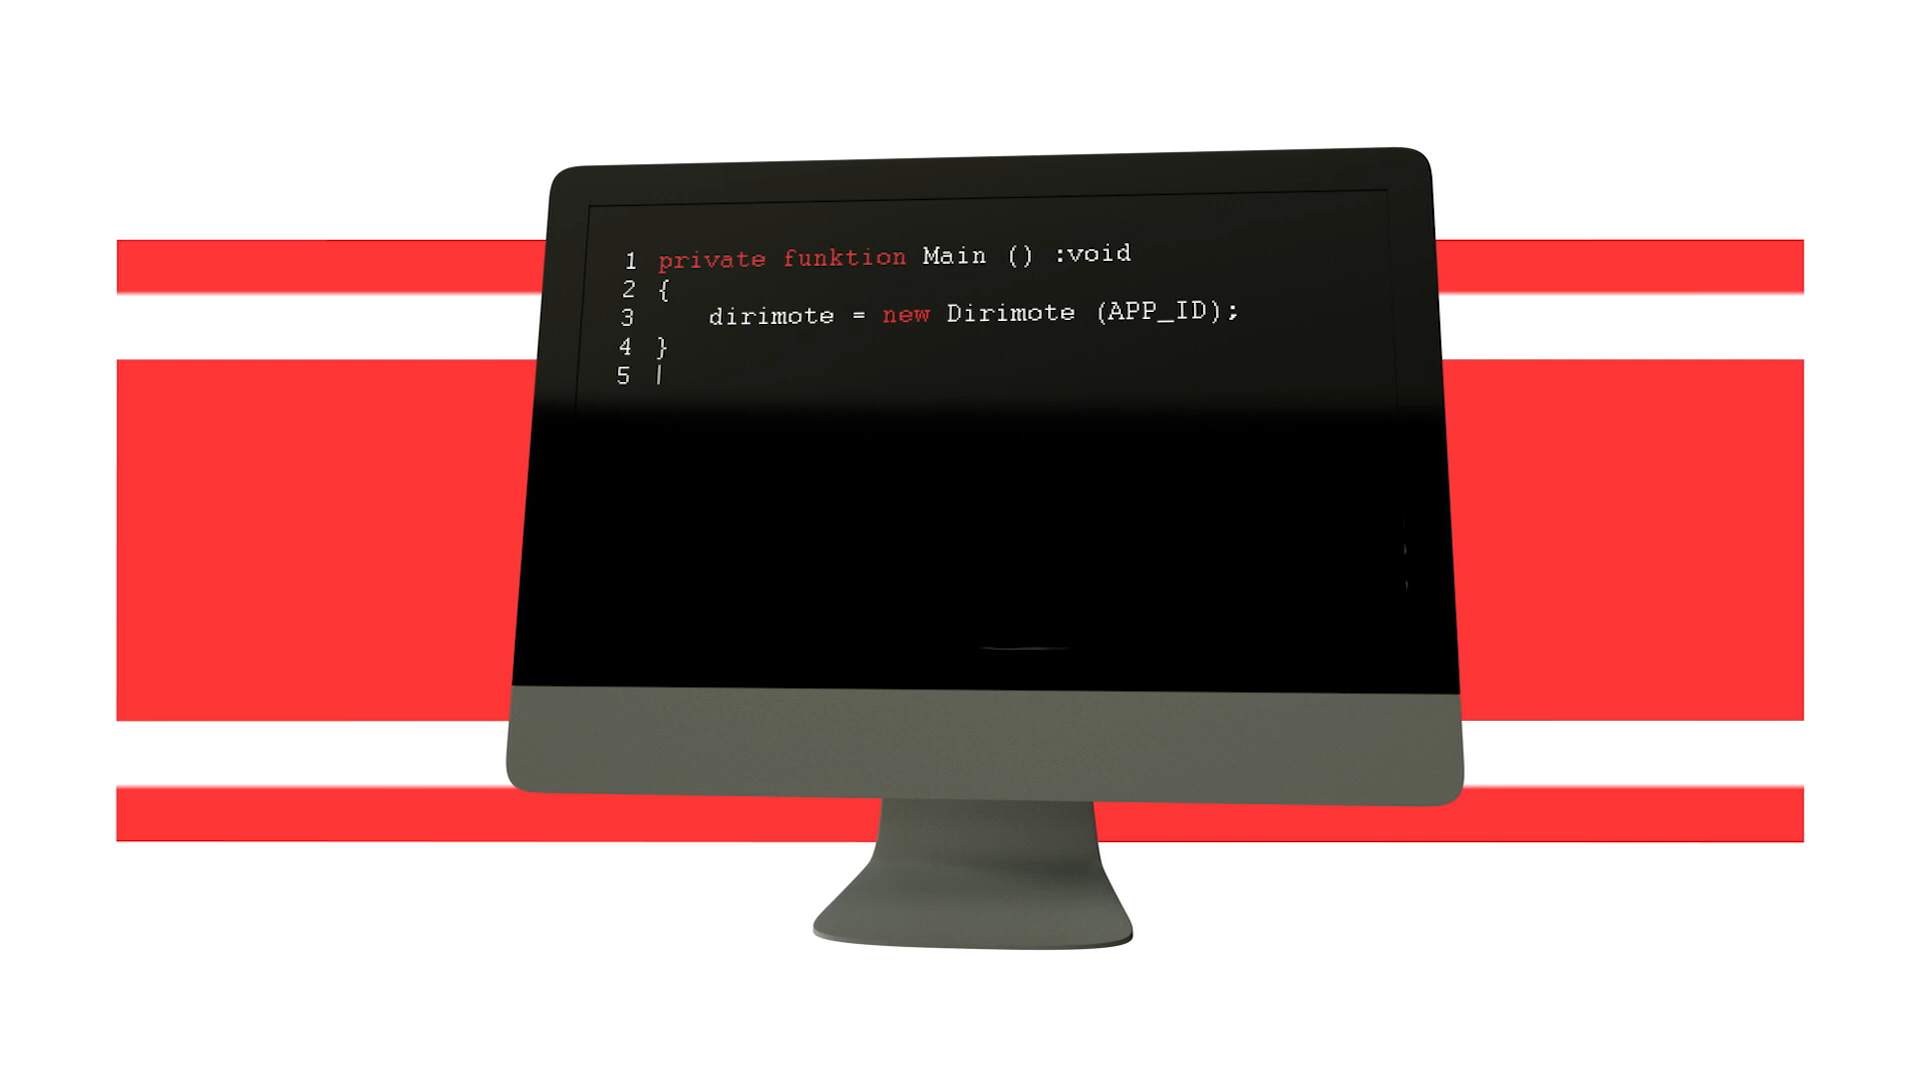 1 private funktion Main () :void
2 {
3 dirimote = new Dirimote (APP_ID);
4 }
5 |